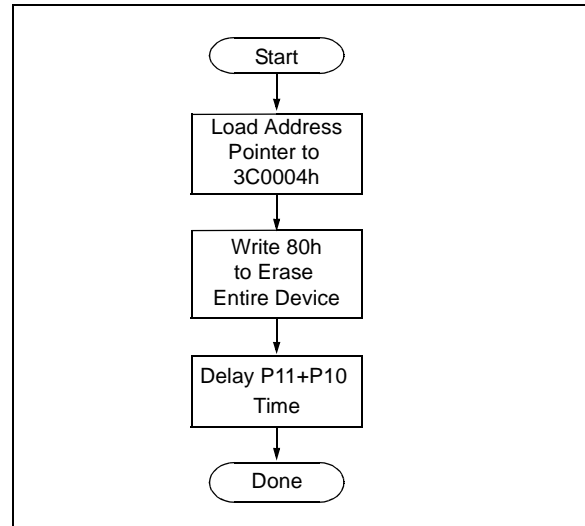 Start
Load Address
Pointer to
3C0004h
Write 80h
to Erase
Entire Device
Delay P11+P10
Time
Done